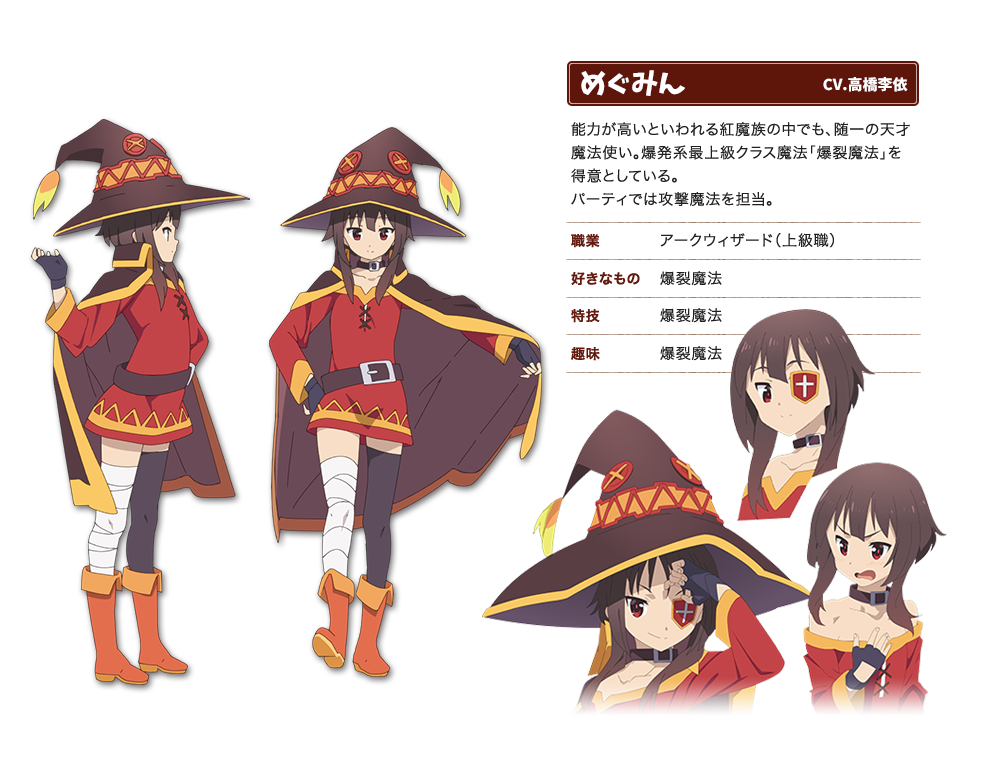 めぐみん CV.高橋李依
能力が高いといわれる紅魔族の中でも、随一の天才
魔法使い。爆発系最上級クラス魔法「爆裂魔法」を
得意としている。
パーティでは攻撃魔法を担当。
職業 アークウィザード(上級職)
好きなもの 爆裂魔法
特技 爆裂魔法
趣味 爆裂魔法